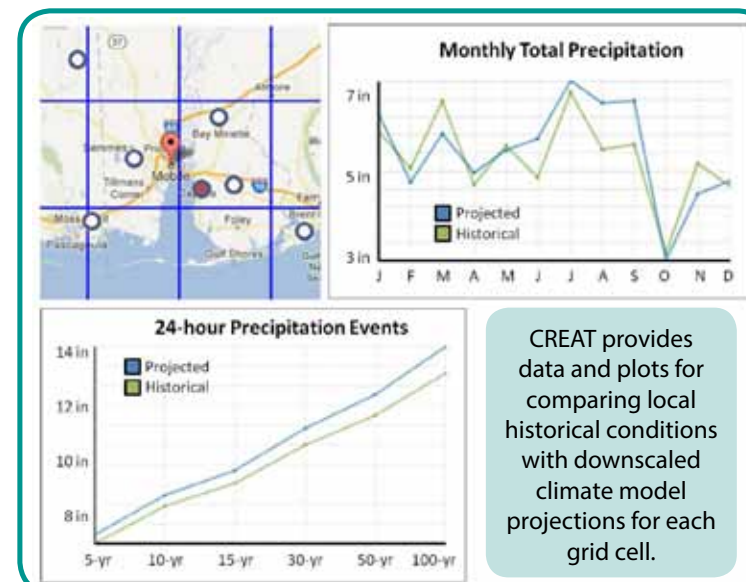 37
Atmore
Bay Minette
Semmes
Mobile
Tillmans
Corner
Foley
Pascagoula
Gulf Shores
Monthly Total Precipitation
7 in
5 in
3 in
Projected
Historical
J F M A M J J A S O N D
24-hour Precipitation Events
14 in
12 in
10 in
8 in
Projected
Historical
5-yr 10-yr 15-yr 30-yr 50-yr 100-yr
CREAT provides
data and plots for
comparing local
historical conditions
with downscaled
climate model
projections for each
grid cell.